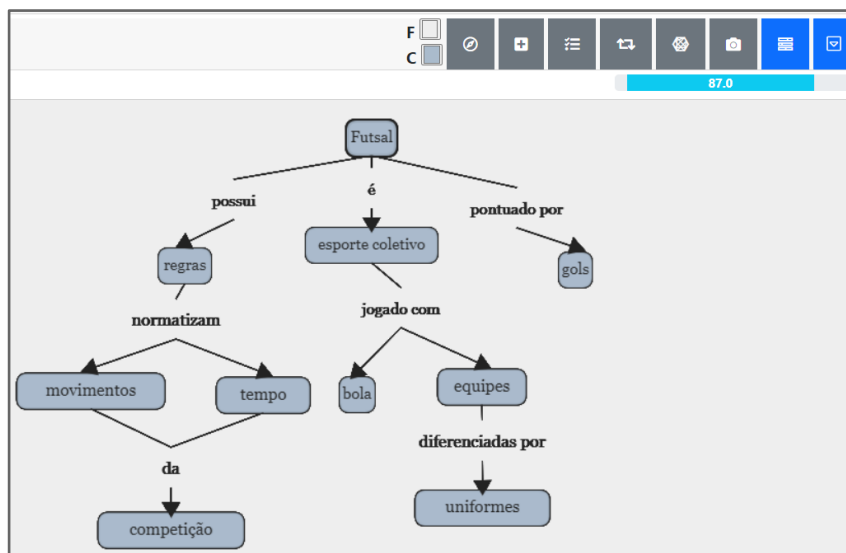 F
C
87.0
Futsal
possui
é
pontuado por
regras
esporte coletivo
gols
normatizam
jogado com
movimentos
tempo
bola
equipes
diferenciadas por
da
uniformes
competição